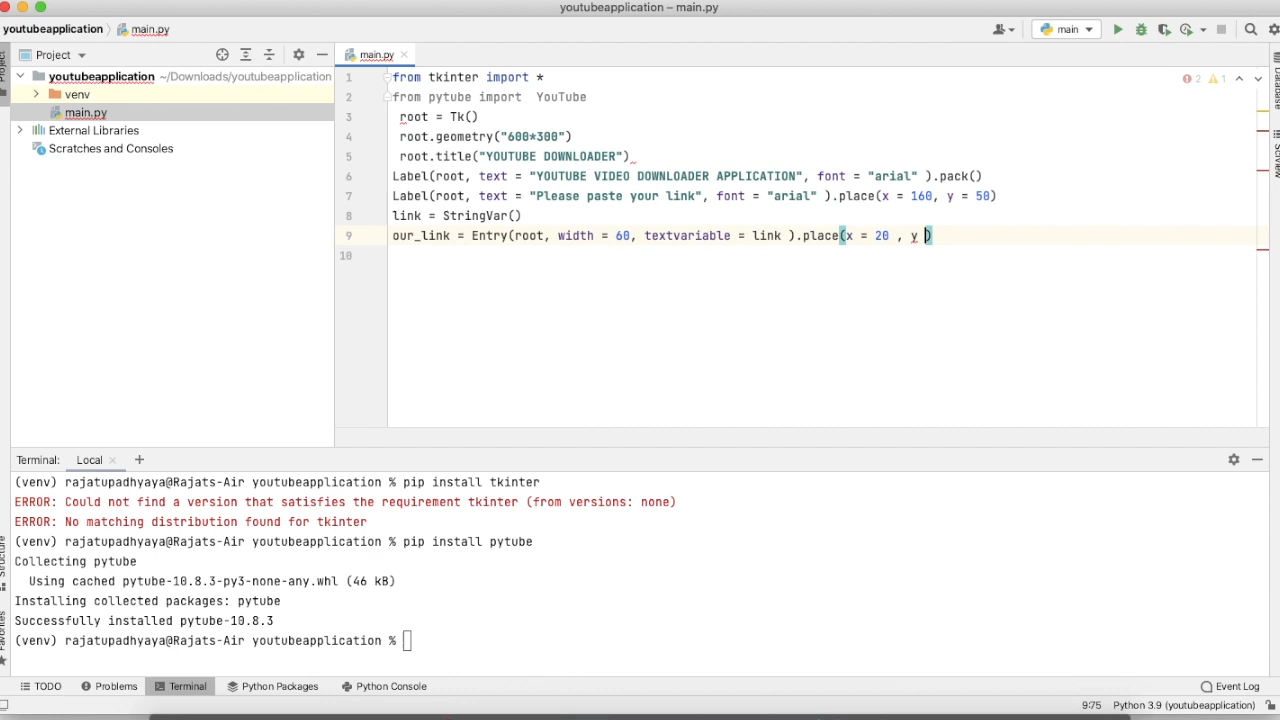 youtubeapplication – main.py
youtubeapplication main.py main
Project main.py
youtubeapplication ~/Downloads/youtubeapplication
venv
main.py
External Libraries
Scratches and Consoles
1 from tkinter import *
2 from pytube import  YouTube
3 root = Tk()
4 root.geometry("600*300")
5 root.title("YOUTUBE DOWNLOADER")
6 Label(root, text = "YOUTUBE VIDEO DOWNLOADER APPLICATION", font = "arial" ).pack()
7 Label(root, text = "Please paste your link", font = "arial" ).place(x = 160, y = 50)
8 link = StringVar()
9 our_link = Entry(root, width = 60, textvariable = link ).place(x = 20 , y )
10
2 1
Project
Structure
Favorites
Database
SciView
Terminal: Local +
(venv) rajatupadhyaya@Rajats-Air youtubeapplication % pip install tkinter
ERROR: Could not find a version that satisfies the requirement tkinter (from versions: none)
ERROR: No matching distribution found for tkinter
(venv) rajatupadhyaya@Rajats-Air youtubeapplication % pip install pytube
Collecting pytube
Using cached pytube-10.8.3-py3-none-any.whl (46 kB)
Installing collected packages: pytube
Successfully installed pytube-10.8.3
(venv) rajatupadhyaya@Rajats-Air youtubeapplication %
TODO Problems Terminal Python Packages Python Console Event Log
9:75 Python 3.9 (youtubeapplication)